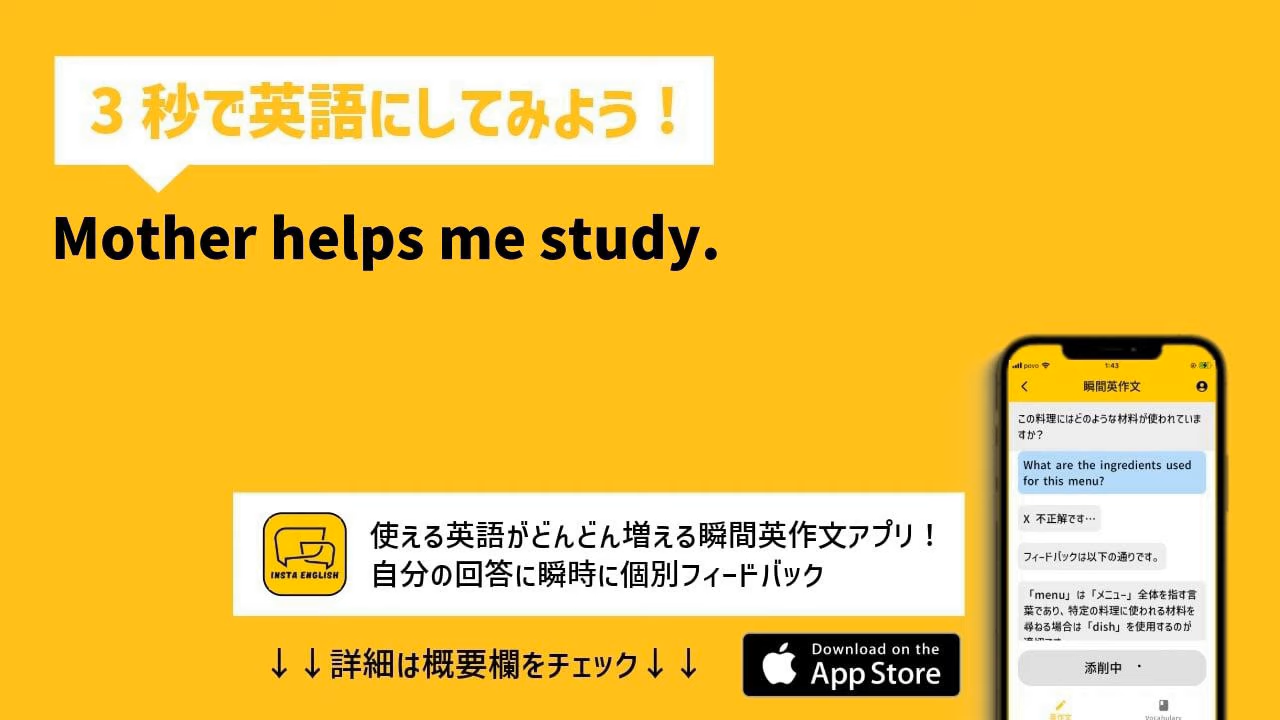 3秒で英語にしてみよう！
Mother helps me study.
povo 1:43
瞬間英作文
この料理にはどのような材料が使われていま
すか？
What are the ingredients used
for this menu?
X 不正解です…
フィードバックは以下の通りです。
「menu」は「メニュー」全体を指す言
葉であり、特定の料理に使われる材料を
尋ねる場合は「dish」を使用するのが
添削中
英作文 Vocabulary
INSTA ENGLISH
使える英語がどんどん増える瞬間英作文アプリ！
自分の回答に瞬時に個別フィードバック
↓↓詳細は概要欄をチェック↓↓
Download on the
App Store